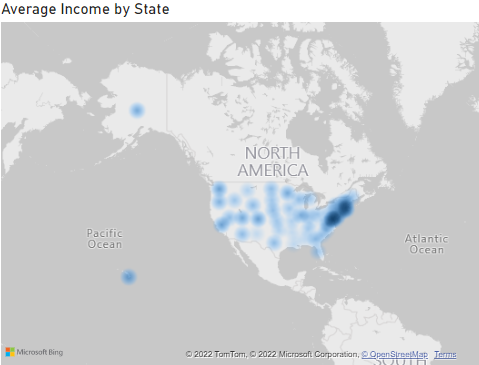 Average Income by State
NORTH
AMERICA
Pacific
Ocean
Atlantic
Ocean
Microsoft Bing
© 2022 TomTom, © 2022 Microsoft Corporation, © OpenStreetMap Terms
SOUTH